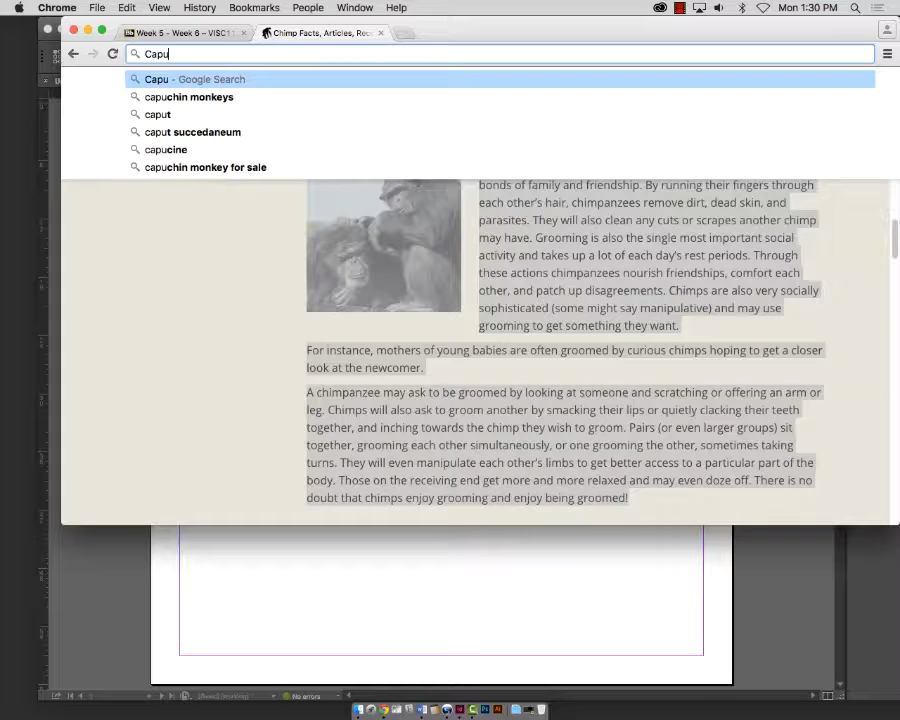 Chrome File Edit View History Bookmarks People Window Help Mon 1:30 PM
Week 5 - Week 6 – VISC11 Chimp Facts, Articles, Rec
Capu
Capu - Google Search
capuchin monkeys
caput
caput succedaneum
capucine
capuchin monkey for sale
bonds of family and friendship. By running their fingers through
each other's hair, chimpanzees remove dirt, dead skin, and
parasites. They will also clean any cuts or scrapes another chimp
may have. Grooming is also the single most important social
activity and takes up a lot of each day's rest periods. Through
these actions chimpanzees nourish friendships, comfort each
other, and patch up disagreements. Chimps are also very socially
sophisticated (some might say manipulative) and may use
grooming to get something they want.
For instance, mothers of young babies are often groomed by curious chimps hoping to get a closer
look at the newcomer.
A chimpanzee may ask to be groomed by looking at someone and scratching or offering an arm or
leg. Chimps will also ask to groom another by smacking their lips or quietly clacking their teeth
together, and inching towards the chimp they wish to groom. Pairs (or even larger groups) sit
together, grooming each other simultaneously, or one grooming the other, sometimes taking
turns. They will even manipulate each other's limbs to get better access to a particular part of the
body. Those on the receiving end get more and more relaxed and may even doze off. There is no
doubt that chimps enjoy grooming and enjoy being groomed!
No errors